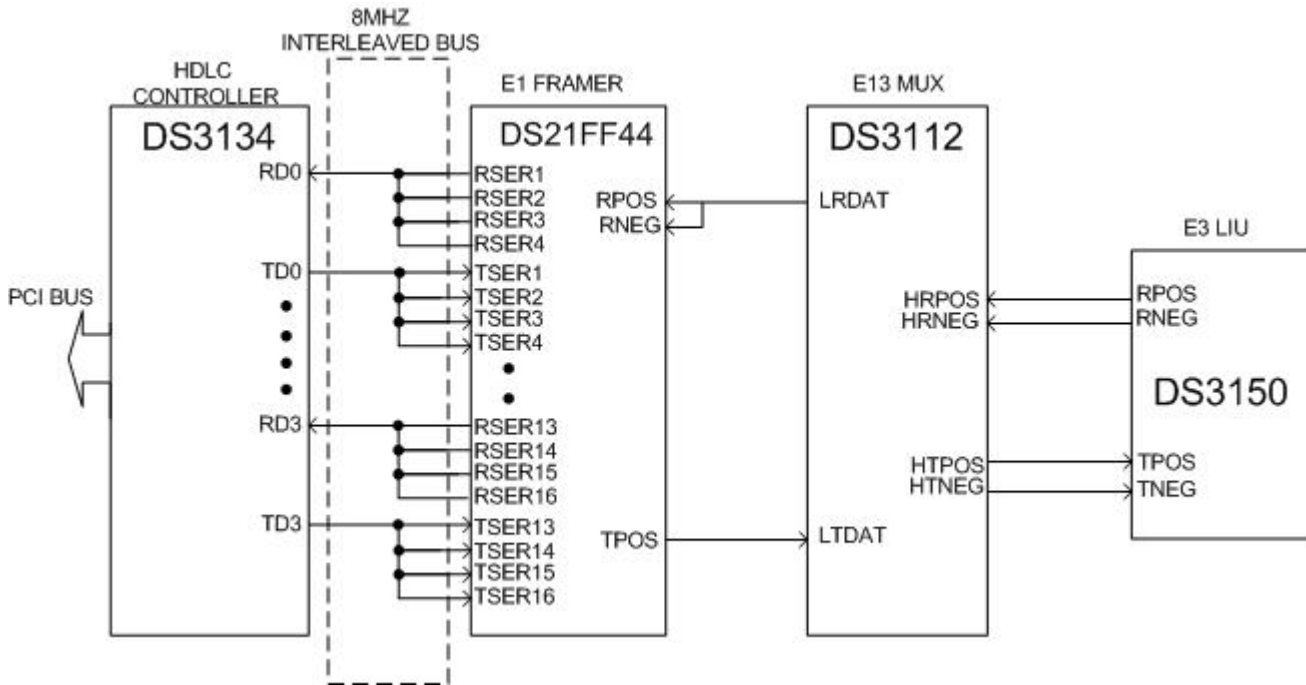 8MHZ
INTERLEAVED BUS
HDLC
CONTROLLER
E1 FRAMER
E13 MUX
E3 LIU
PCI BUS
DS3134
RD0
TD0
RD3
TD3
DS21FF44
RSER1
RSER2
RSER3
RSER4
TSER1
TSER2
TSER3
TSER4
RSER13
RSER14
RSER15
RSER16
TSER13
TSER14
TSER15
TSER16
RPOS
RNEG
TPOS
DS3112
LRDAT
LTDAT
HRPOS
HRNEG
HTPOS
HTNEG
RPOS
RNEG
DS3150
TPOS
TNEG